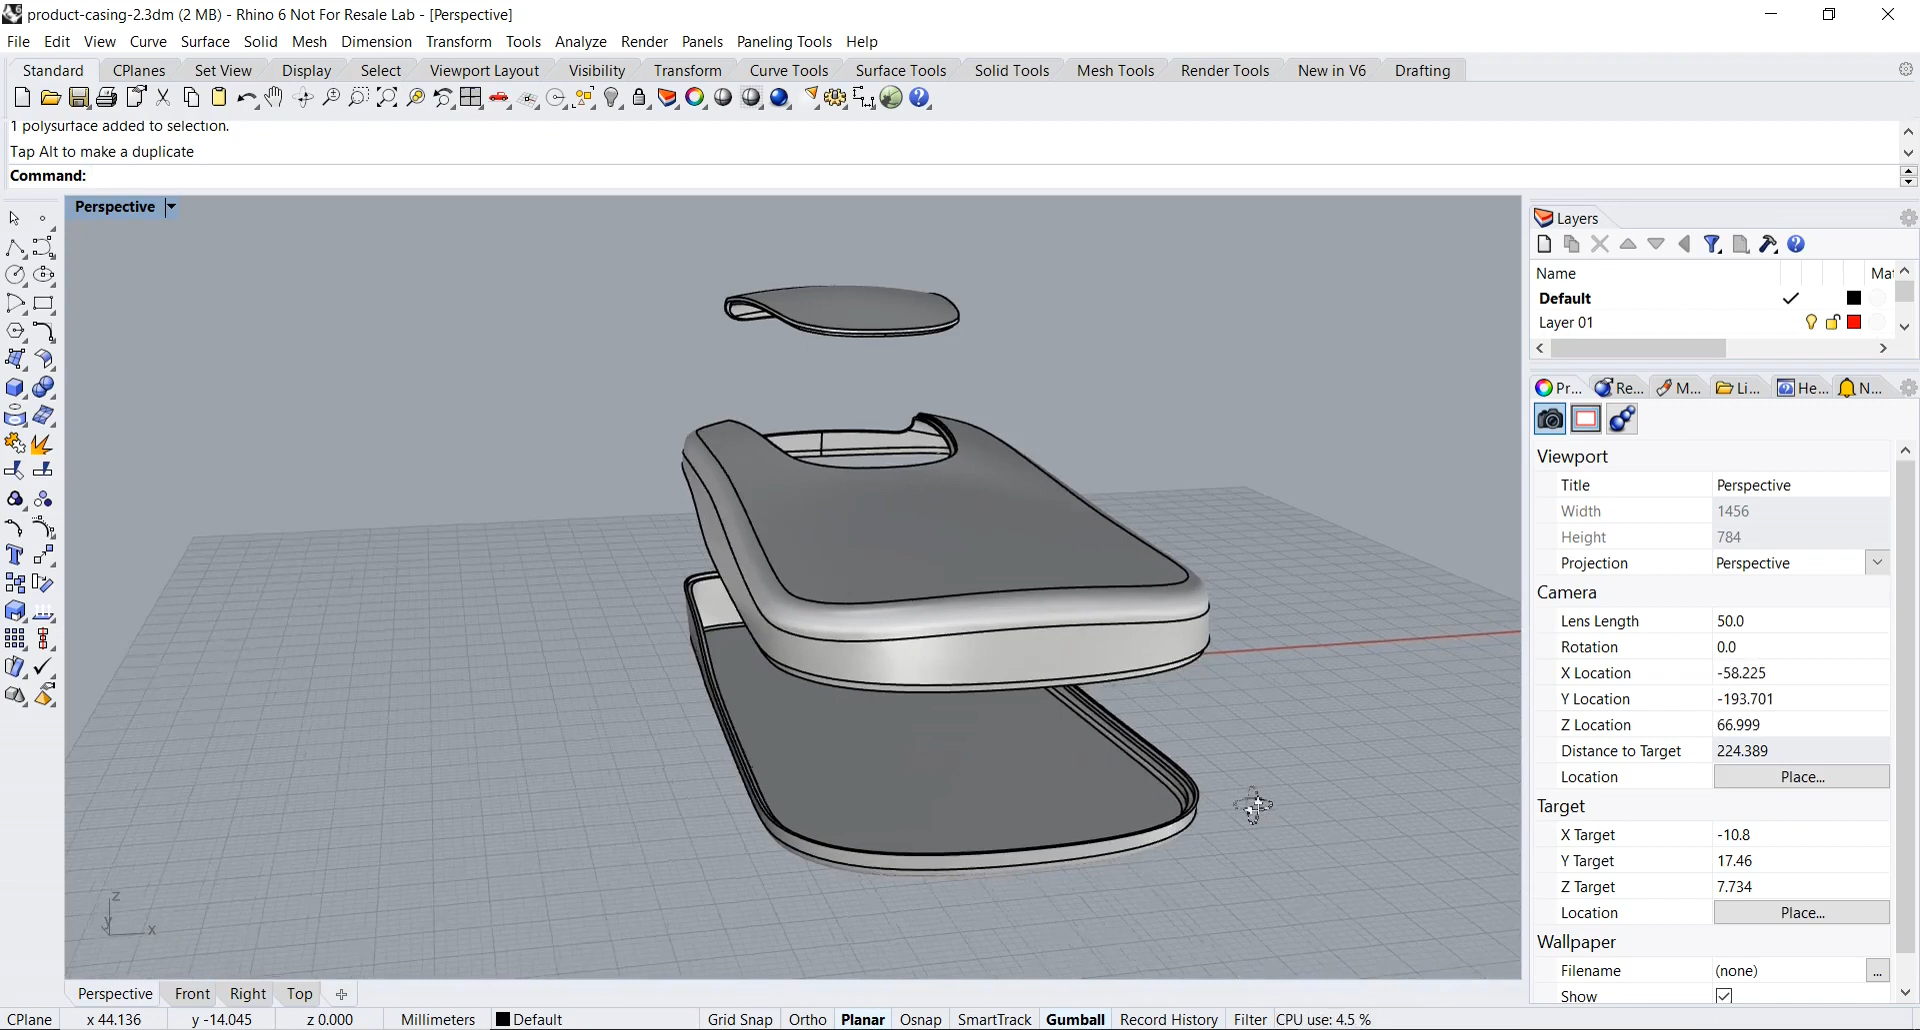 product-casing-2.3dm (2 MB) - Rhino 6 Not For Resale Lab - [Perspective]
File Edit View Curve Surface Solid Mesh Dimension Transform Tools Analyze Render Panels Paneling Tools Help
Standard CPlanes Set View Display Select Viewport Layout Visibility Transform Curve Tools Surface Tools Solid Tools Mesh Tools Render Tools New in V6 Drafting
1 polysurface added to selection.
Tap Alt to make a duplicate
Command:
Perspective
Layers
Name Mat
Default
Layer 01
Pr... Re... M... Li... He... N...
Viewport
Title Perspective
Width 1456
Height 784
Projection Perspective
Camera
Lens Length 50.0
Rotation 0.0
X Location -58.225
Y Location -193.701
Z Location 66.999
Distance to Target 224.389
Location Place...
Target
X Target -10.8
Y Target 17.46
Z Target 7.734
Location Place...
Wallpaper
Filename (none) ...
Show
z
y
x
Perspective Front Right Top
CPlane x 44.136 y -14.045 z 0.000 Millimeters Default Grid Snap Ortho Planar Osnap SmartTrack Gumball Record History Filter CPU use: 4.5 %